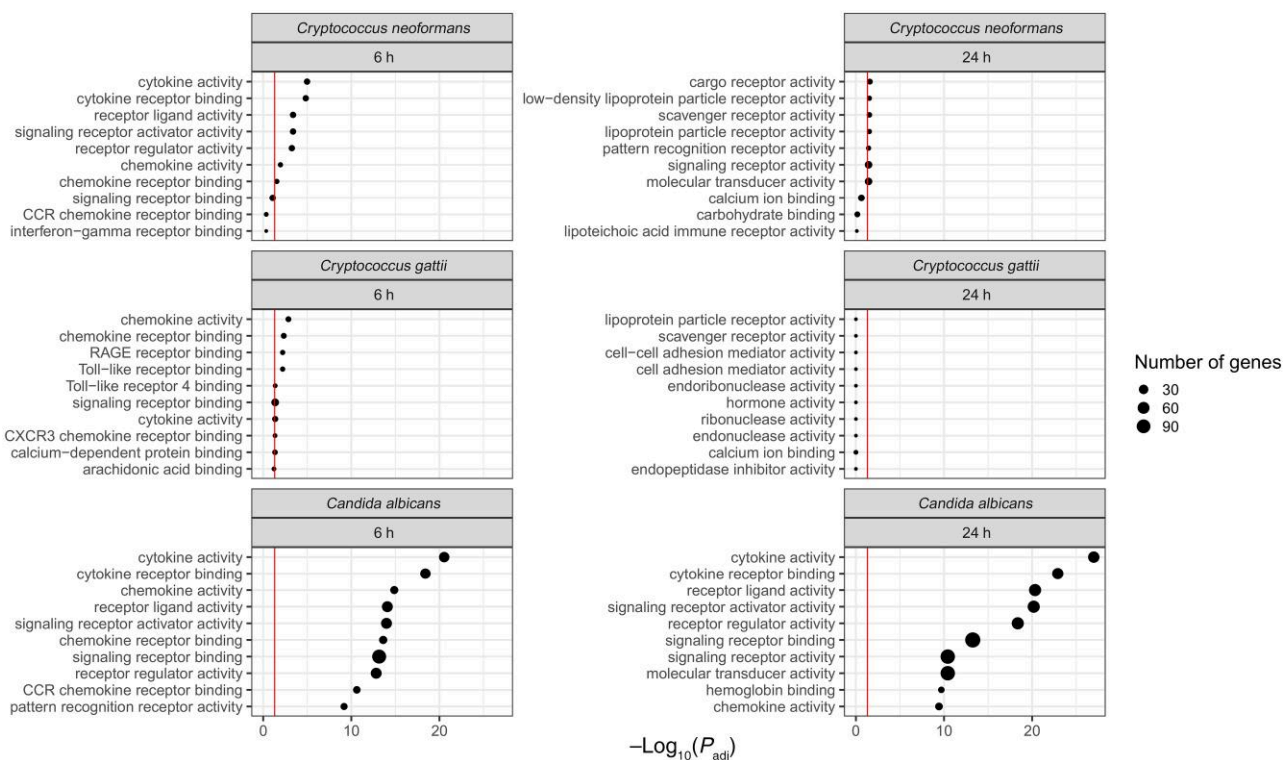 Cryptococcus neoformans
6 h
cytokine activity
cytokine receptor binding
receptor ligand activity
signaling receptor activator activity
receptor regulator activity
chemokine activity
chemokine receptor binding
signaling receptor binding
CCR chemokine receptor binding
interferon-gamma receptor binding
Cryptococcus neoformans
24 h
cargo receptor activity
low-density lipoprotein particle receptor activity
scavenger receptor activity
lipoprotein particle receptor activity
pattern recognition receptor activity
signaling receptor activity
molecular transducer activity
calcium ion binding
carbohydrate binding
lipoteichoic acid immune receptor activity
Cryptococcus gattii
6 h
chemokine activity
chemokine receptor binding
RAGE receptor binding
Toll-like receptor binding
Toll-like receptor 4 binding
signaling receptor binding
cytokine activity
CXCR3 chemokine receptor binding
calcium-dependent protein binding
arachidonic acid binding
Cryptococcus gattii
24 h
lipoprotein particle receptor activity
scavenger receptor activity
cell-cell adhesion mediator activity
cell adhesion mediator activity
endoribonuclease activity
hormone activity
ribonuclease activity
endonuclease activity
calcium ion binding
endopeptidase inhibitor activity
Candida albicans
6 h
cytokine activity
cytokine receptor binding
chemokine activity
receptor ligand activity
signaling receptor activator activity
chemokine receptor binding
signaling receptor binding
receptor regulator activity
CCR chemokine receptor binding
pattern recognition receptor activity
0 10 20
Candida albicans
24 h
cytokine activity
cytokine receptor binding
receptor ligand activity
signaling receptor activator activity
receptor regulator activity
signaling receptor binding
signaling receptor activity
molecular transducer activity
hemoglobin binding
chemokine activity
0 10 20
–Log10(Padj)
Number of genes
30
60
90